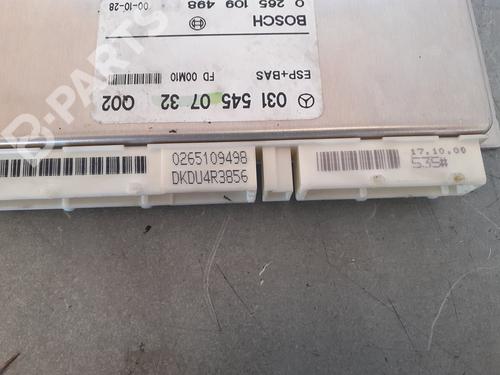 031 545 07 32 Q02
ESP+BAS FD 00M10
BOSCH
0 265 109 498 00-10-28
B-PARTS
0265109498
DKDU4R3856
17.10.00
535#